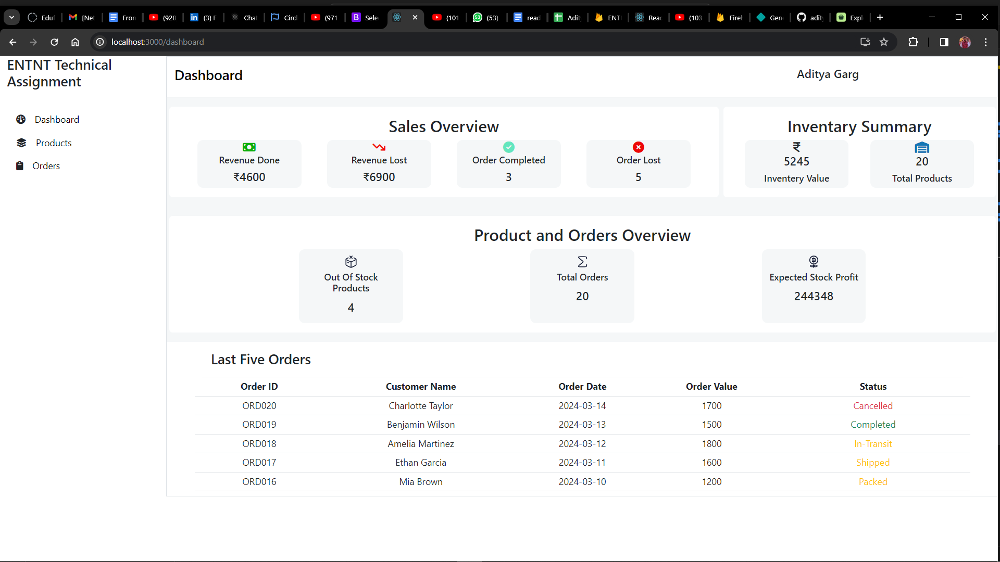 Eduf
[Net
Fron
(928
(3) F
Chat
Circl
(971
Sele
(101
(53)
read
Adit
ENTI
Reac
(103
Firel
Gen
adit
Expl
localhost:3000/dashboard
ENTNT Technical
Assignment
Dashboard
Products
Orders
Dashboard
Aditya Garg
Sales Overview
Revenue Done
₹4600
Revenue Lost
₹6900
Order Completed
3
Order Lost
5
Inventary Summary
₹
5245
Inventery Value
20
Total Products
Product and Orders Overview
Out Of Stock
Products
4
Total Orders
20
Expected Stock Profit
244348
Last Five Orders
Order ID Customer Name Order Date Order Value Status
ORD020 Charlotte Taylor 2024-03-14 1700 Cancelled
ORD019 Benjamin Wilson 2024-03-13 1500 Completed
ORD018 Amelia Martinez 2024-03-12 1800 In-Transit
ORD017 Ethan Garcia 2024-03-11 1600 Shipped
ORD016 Mia Brown 2024-03-10 1200 Packed